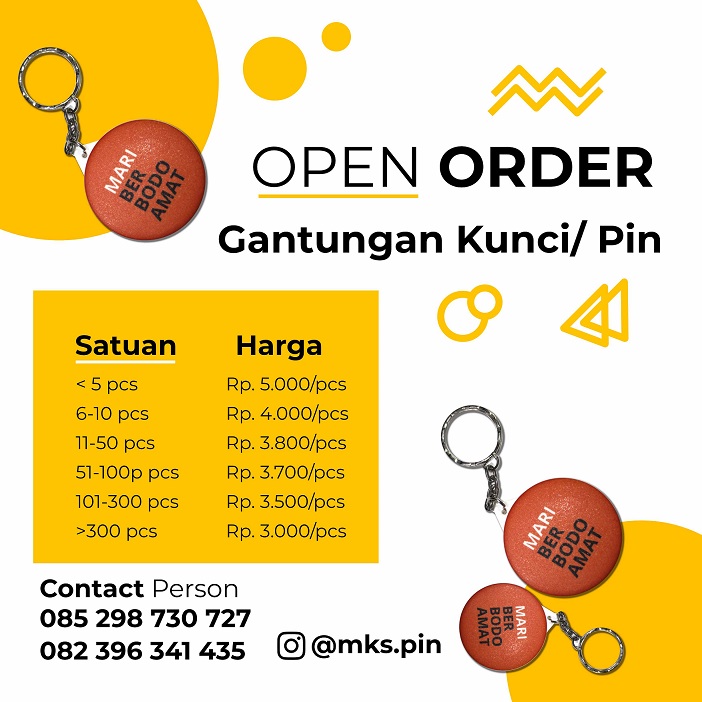 MARI
BER
BODO
AMAT
OPEN ORDER
Gantungan Kunci/ Pin
Satuan Harga
< 5 pcs Rp. 5.000/pcs
6-10 pcs Rp. 4.000/pcs
11-50 pcs Rp. 3.800/pcs
51-100p pcs Rp. 3.700/pcs
101-300 pcs Rp. 3.500/pcs
>300 pcs Rp. 3.000/pcs
MARI
BER
BODO
AMAT
MARI
BER
BODO
AMAT
Contact Person
085 298 730 727
082 396 341 435
@mks.pin